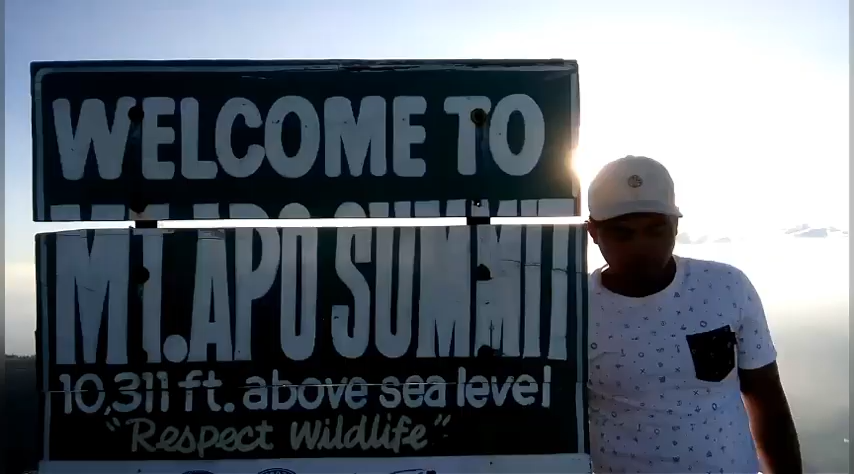 WELCOME TO
MT.APO SUMMIT
10,311 ft. above sea level
"Respect Wildlife"